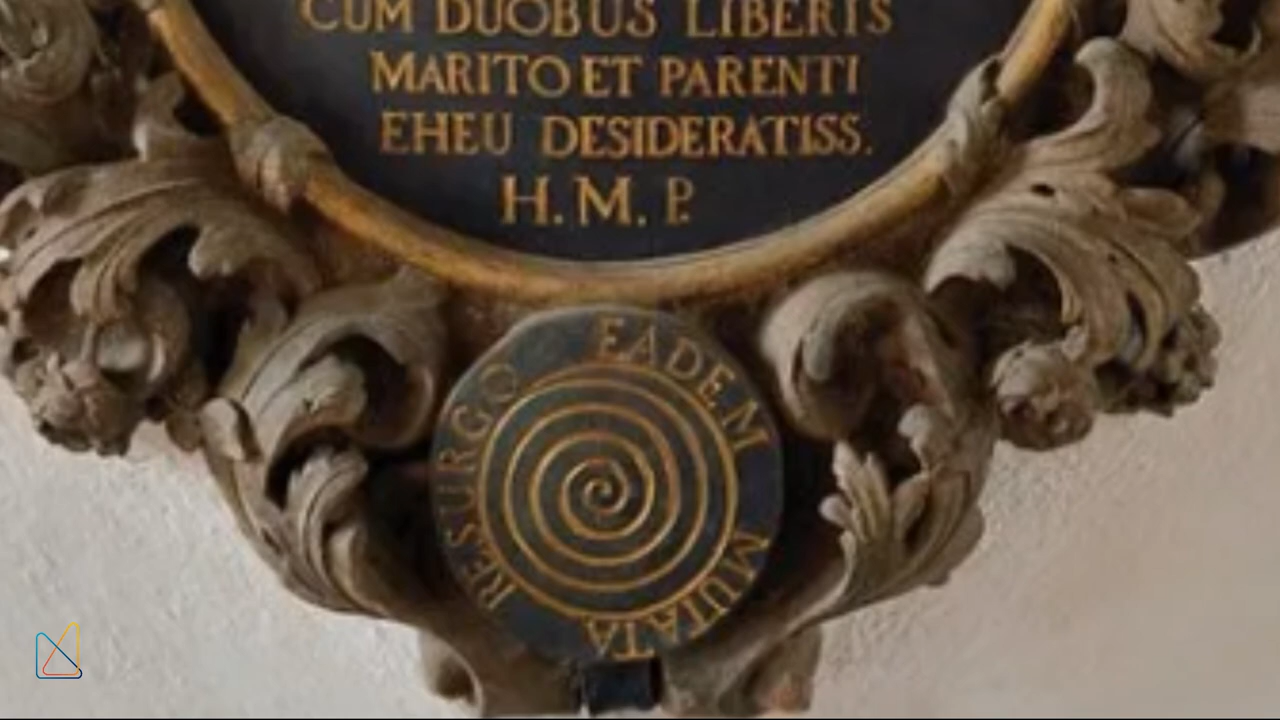 CUM DUOBUS LIBERIS
MARITO ET PARENTI
EHEU DESIDERATISS.
H. M. P.
EADEM MUTATA RESURGO